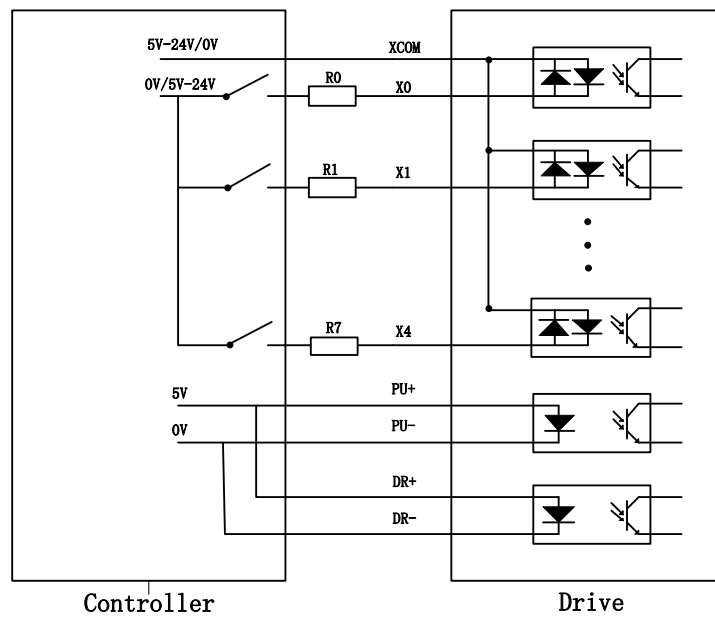 5V-24V/0V
XCOM
0V/5V-24V
R0
X0
R1
X1
R7
X4
5V
PU+
0V
PU-
DR+
DR-
Controller
Drive